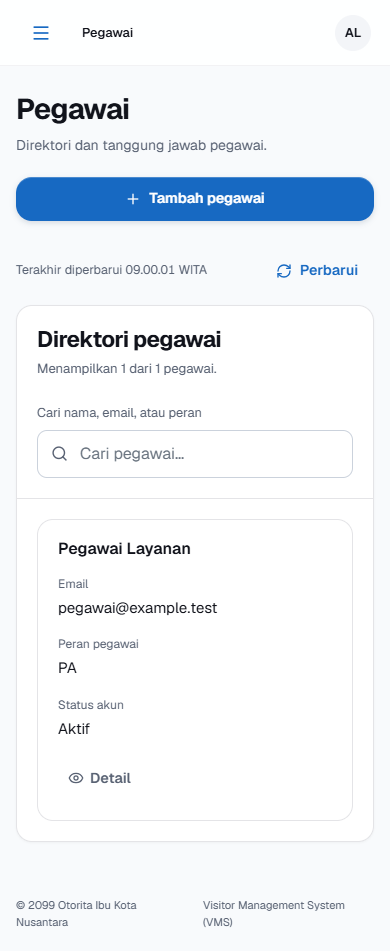 Pegawai
AL
Pegawai
Direktori dan tanggung jawab pegawai.
Tambah pegawai
Terakhir diperbarui 09.00.01 WITA
Perbarui
Direktori pegawai
Menampilkan 1 dari 1 pegawai.
Cari nama, email, atau peran
Cari pegawai...
Pegawai Layanan
Email
pegawai@example.test
Peran pegawai
PA
Status akun
Aktif
Detail
© 2099 Otorita Ibu Kota
Nusantara
Visitor Management System
(VMS)